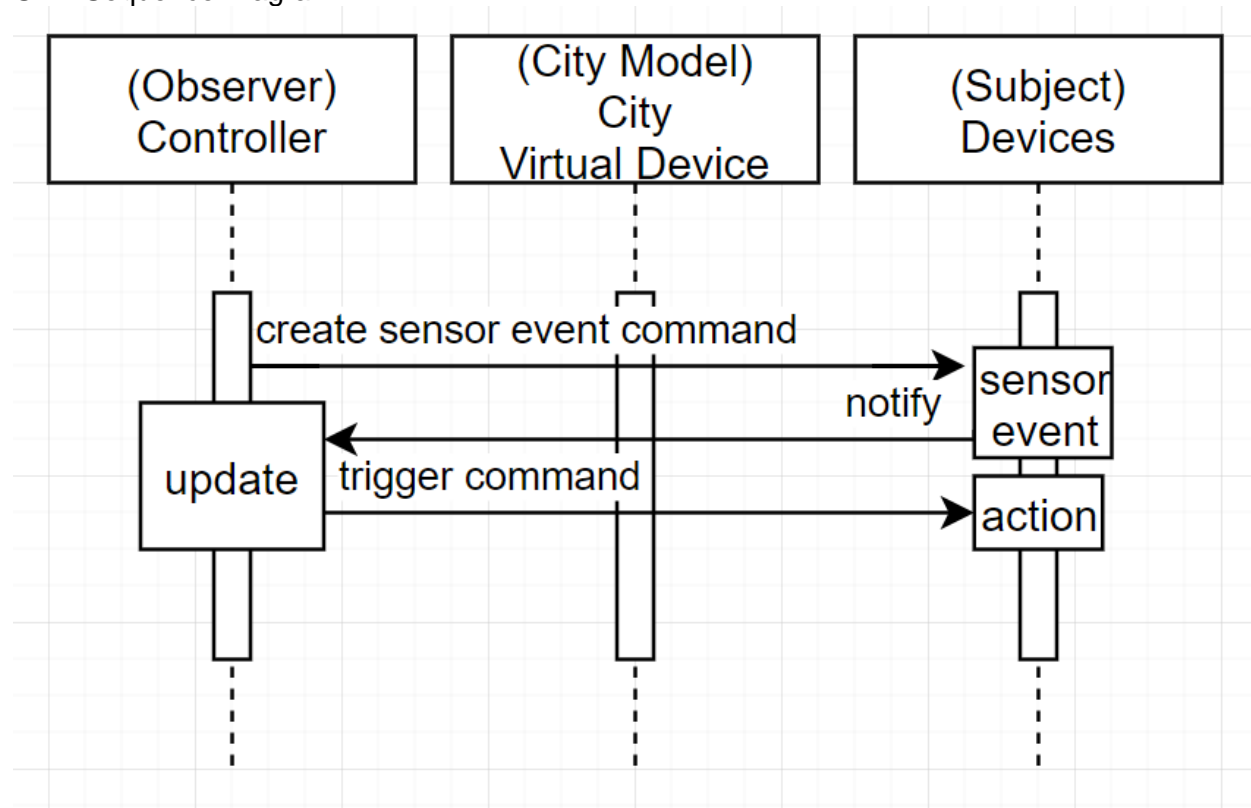 (Observer)
Controller
(City Model)
City
Virtual Device
(Subject)
Devices
create sensor event command
sensor
event
notify
update
trigger command
action